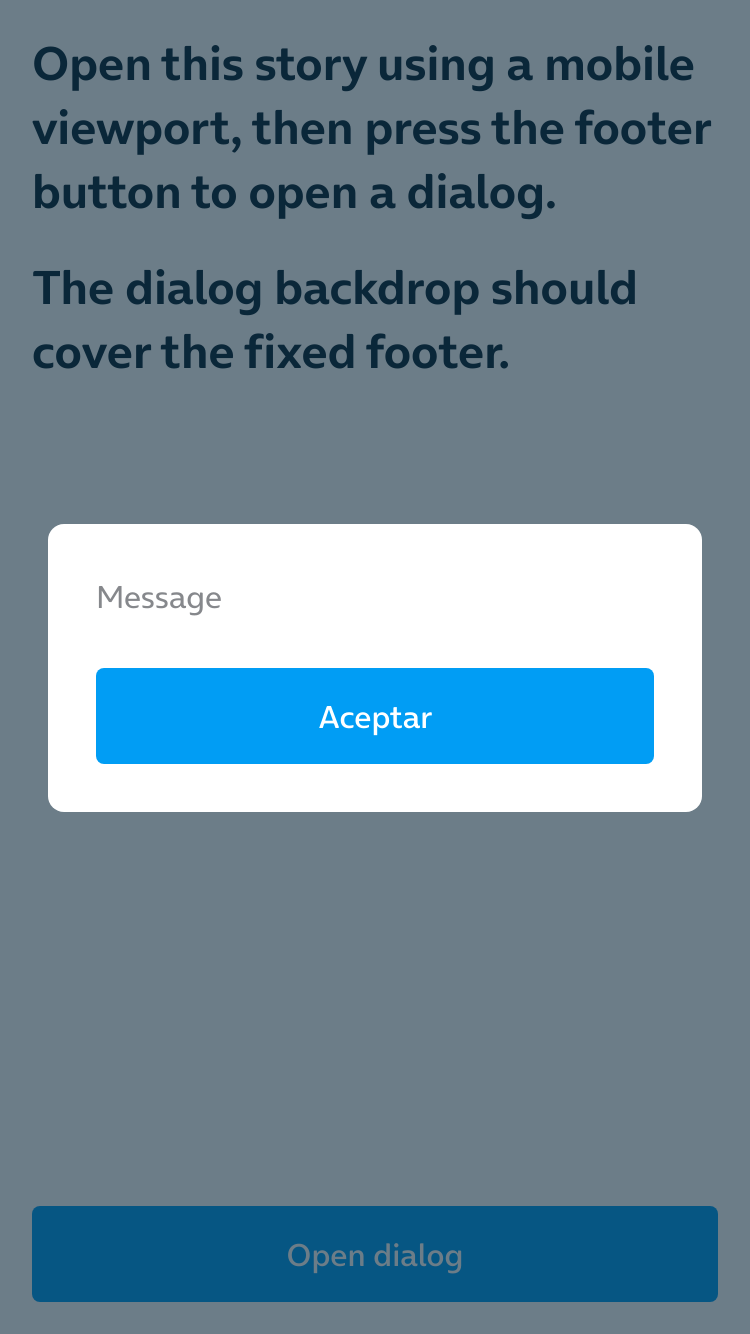 Open this story using a mobile
viewport, then press the footer
button to open a dialog.
The dialog backdrop should
cover the fixed footer.
Message
Aceptar
Open dialog